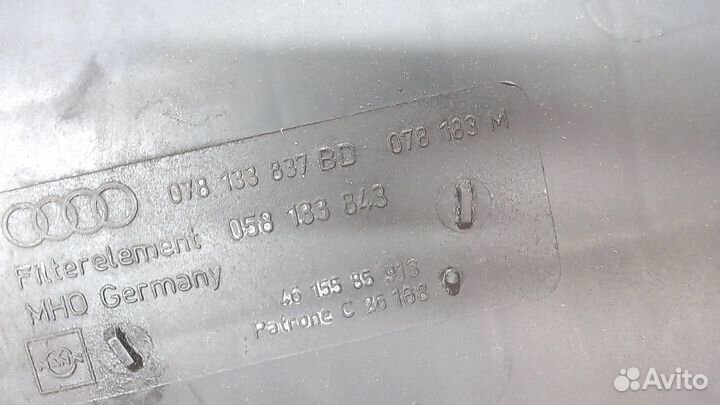 078 133 837 BD 078 183 M
Filterelement 058 133 843
MHO Germany 46 155 85 913
Patrone C 26 168
Avito